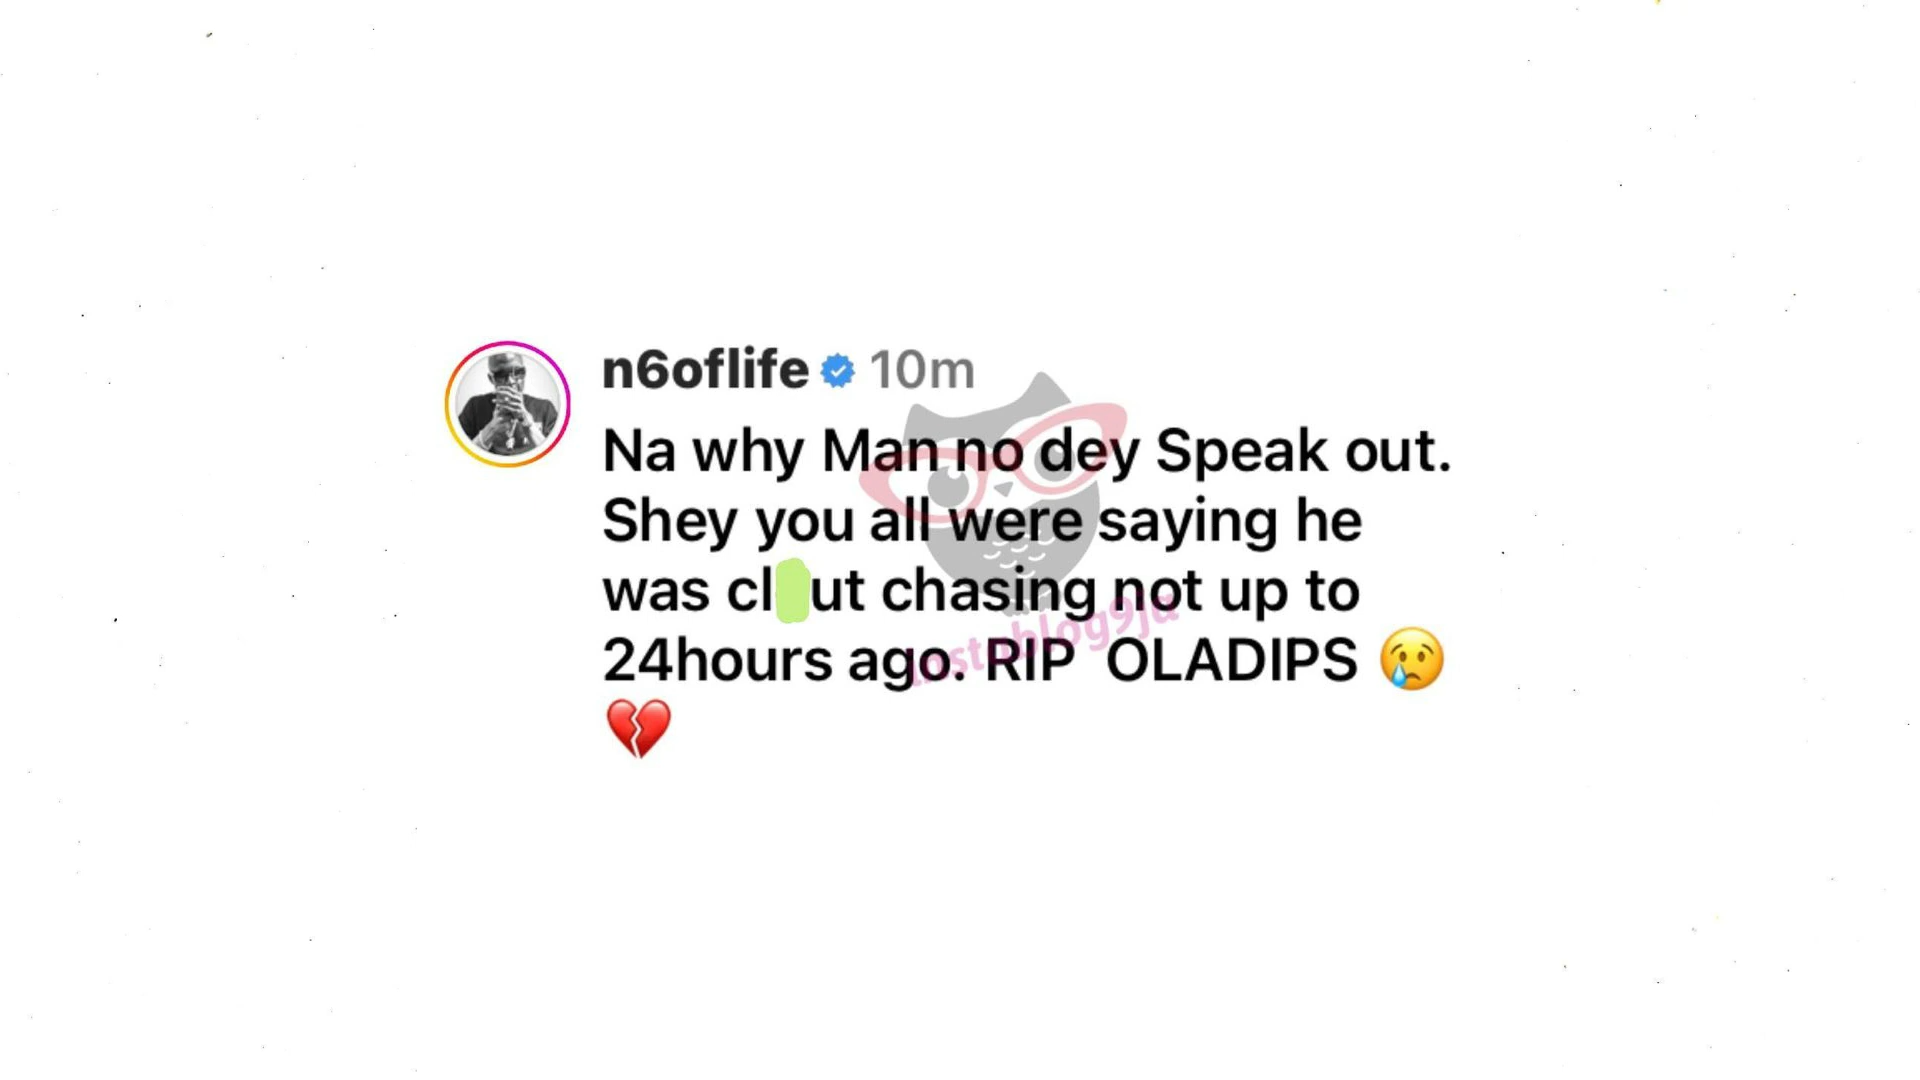 n6oflife 10m
Na why Man no dey Speak out.
Shey you all were saying he
was cl ut chasing not up to
24hours ago. RIP OLADIPS 😢
💔
instablog9ja